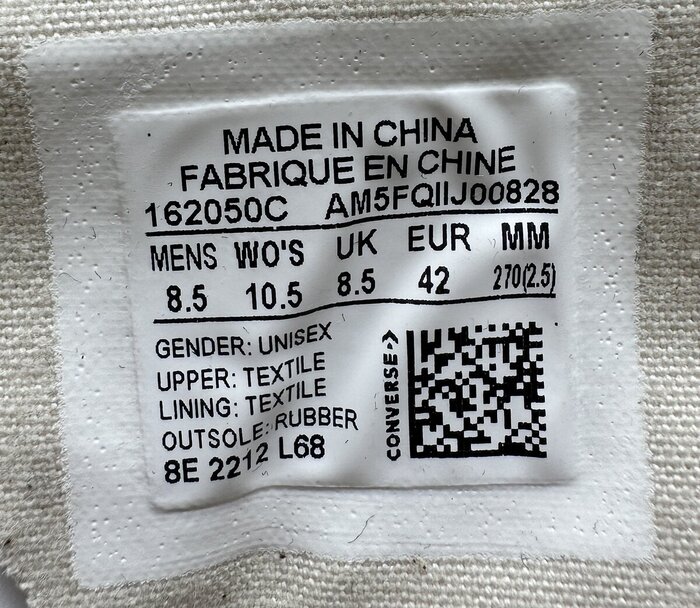 MADE IN CHINA
FABRIQUE EN CHINE
162050C AM5FQIIJ00828
MENS WO'S UK EUR MM
8.5 10.5 8.5 42 270(2.5)
GENDER: UNISEX
UPPER: TEXTILE
LINING: TEXTILE
OUTSOLE: RUBBER
8E 2212 L68
CONVERSE